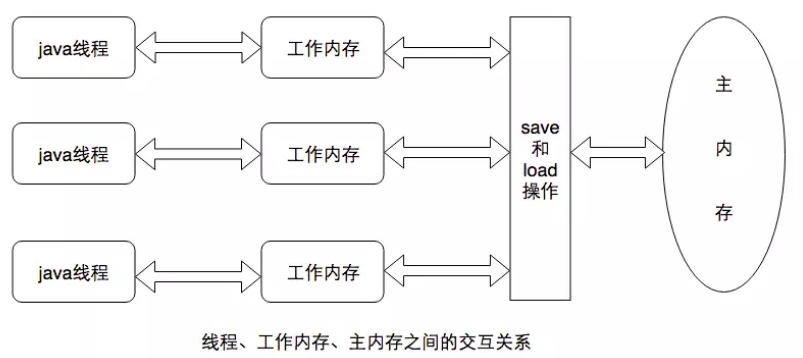 java线程
工作内存
java线程
工作内存
java线程
工作内存
save
和
load
操作
主
内
存
线程、工作内存、主内存之间的交互关系